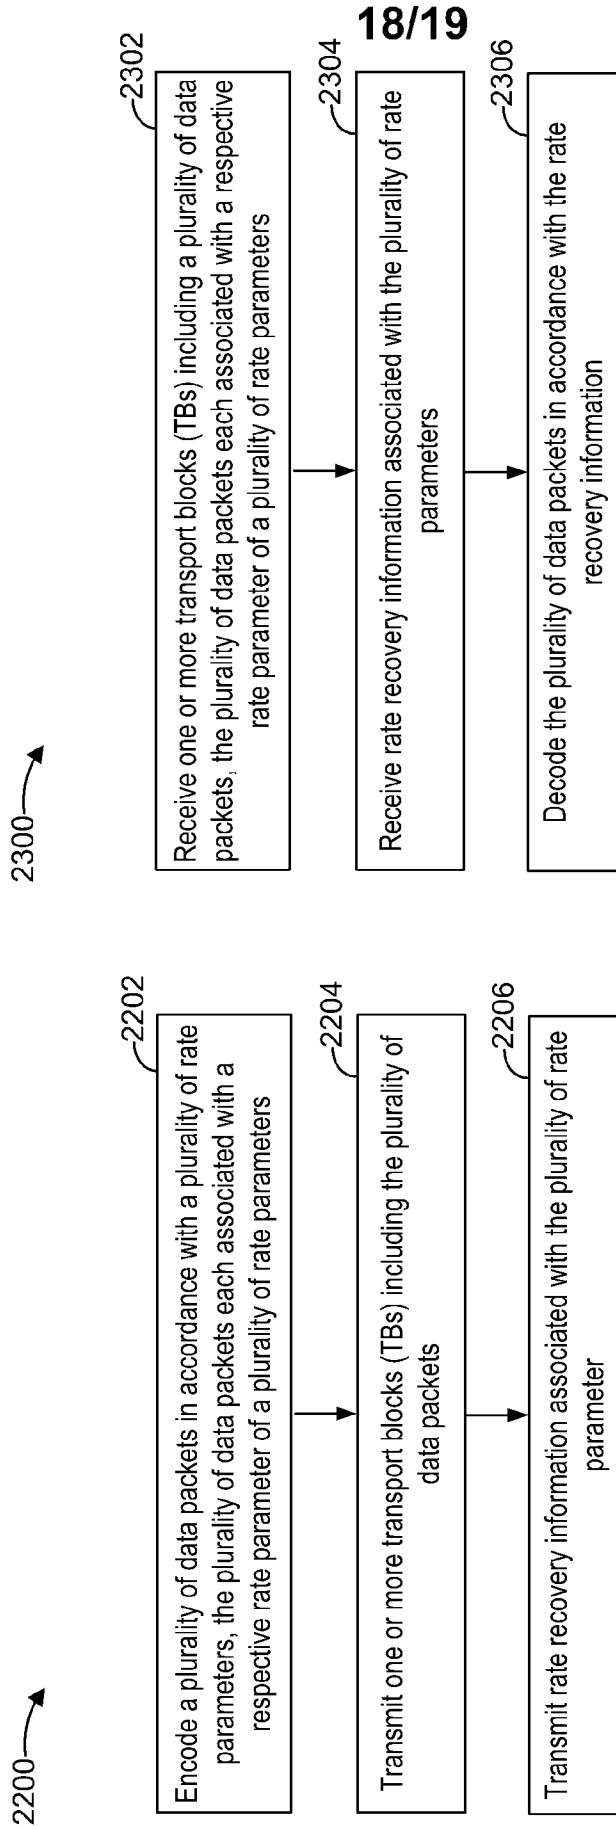 18/19
2200
2202
Encode a plurality of data packets in accordance with a plurality of rate
parameters, the plurality of data packets each associated with a
respective rate parameter of a plurality of rate parameters
2204
Transmit one or more transport blocks (TBs) including the plurality of
data packets
2206
Transmit rate recovery information associated with the plurality of rate
parameter
2300
2302
Receive one or more transport blocks (TBs) including a plurality of data
packets, the plurality of data packets each associated with a respective
rate parameter of a plurality of rate parameters
2304
Receive rate recovery information associated with the plurality of rate
parameters
2306
Decode the plurality of data packets in accordance with the rate
recovery information